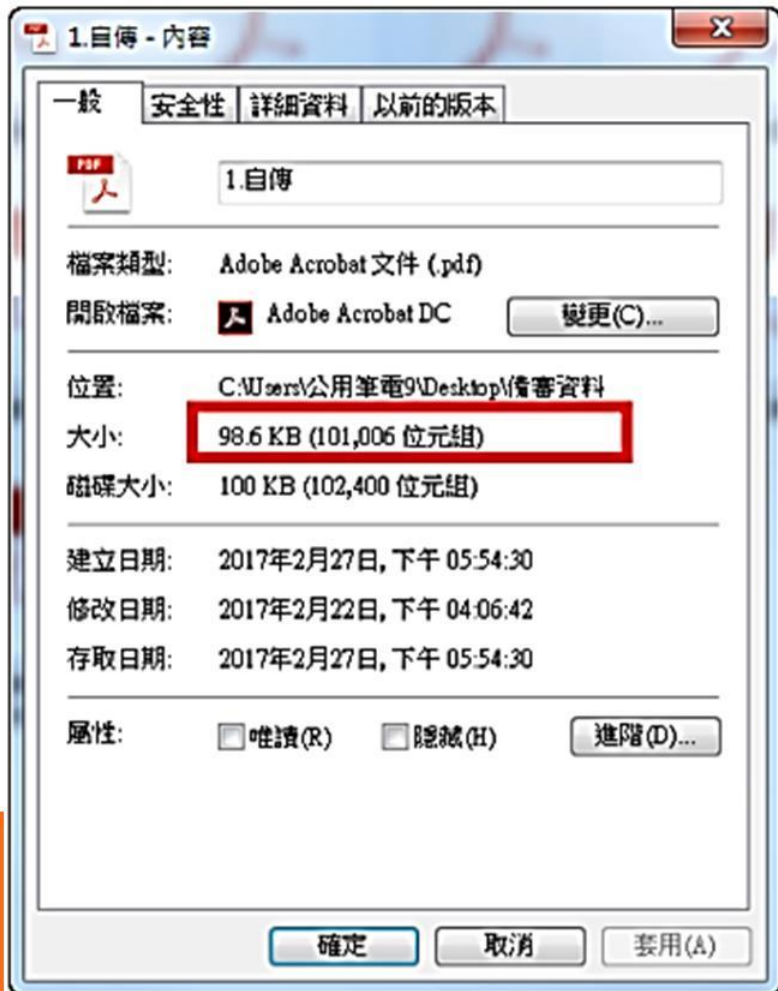 1.自傳 - 內容
一般 安全性 詳細資料 以前的版本
PDF
1.自傳
檔案類型: Adobe Acrobat 文件 (.pdf)
開啟檔案: Adobe Acrobat DC 變更(C)...
位置: C:\Users\公用筆電9\Desktop\備審資料
大小: 98.6 KB (101,006 位元組)
磁碟大小: 100 KB (102,400 位元組)
建立日期: 2017年2月27日, 下午 05:54:30
修改日期: 2017年2月22日, 下午 04:06:42
存取日期: 2017年2月27日, 下午 05:54:30
屬性: 唯讀(R) 隱藏(H) 進階(D)...
確定 取消 套用(A)